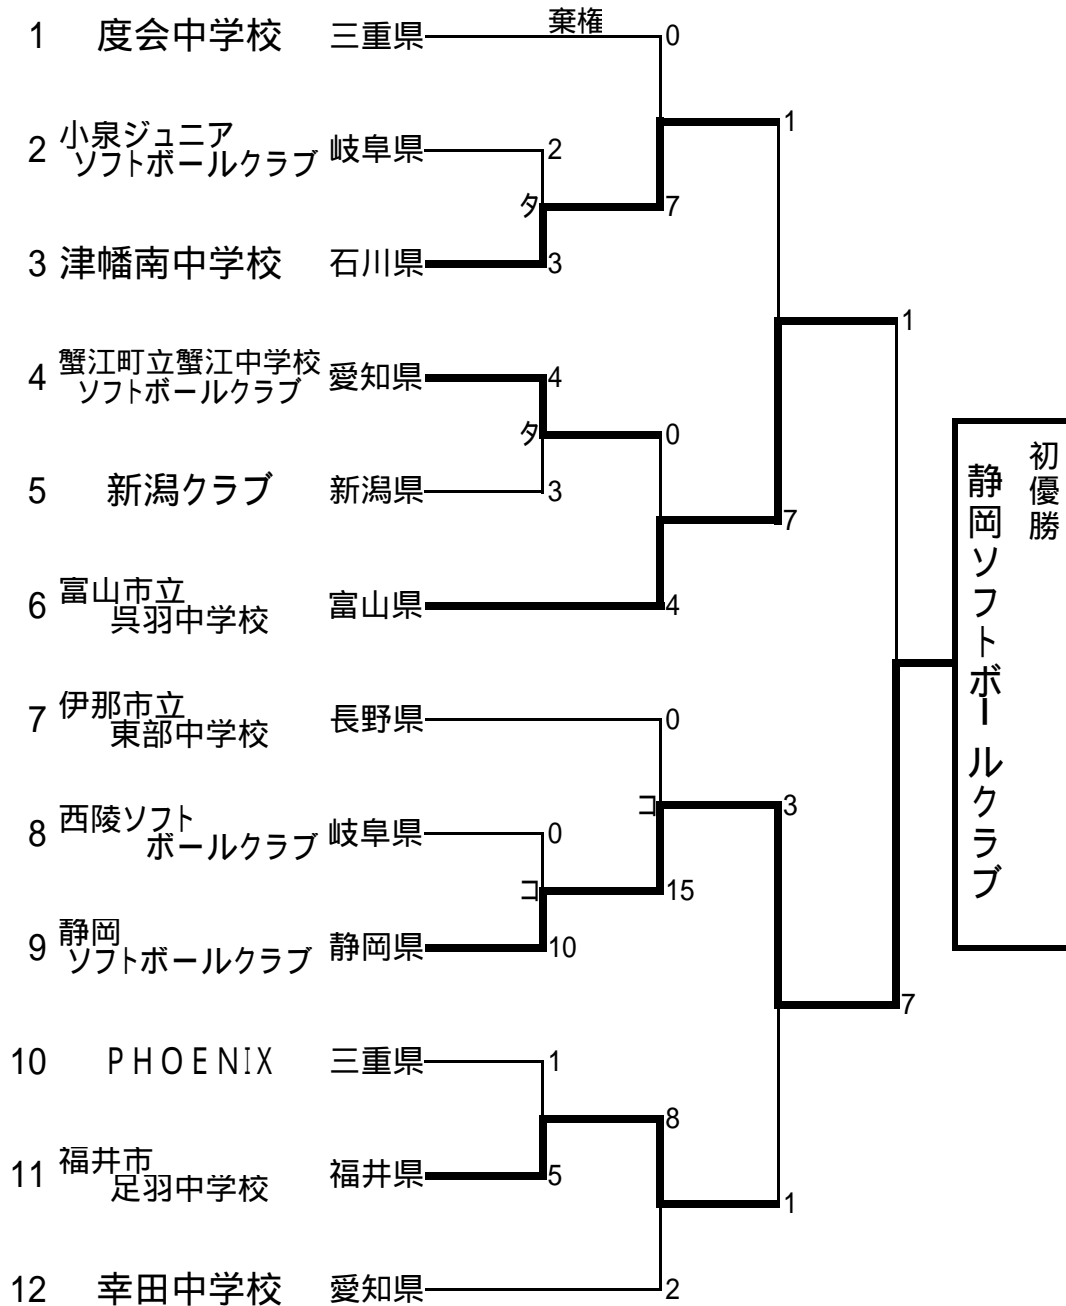 1 度会中学校 三重県 棄権 0
1
2 小泉ジュニア
ソフトボールクラブ 岐阜県 2
タ 7
3 津幡南中学校 石川県 3
1
4 蟹江町立蟹江中学校
ソフトボールクラブ 愛知県 4
タ 0
5 新潟クラブ 新潟県 3
7
6 富山市立
呉羽中学校 富山県 4
7 伊那市立
東部中学校 長野県 0
コ 3
8 西陵ソフト
ボールクラブ 岐阜県 0
コ 15
9 静岡
ソフトボールクラブ 静岡県 10
7
10 PHOENIX 三重県 1
8
11 福井市
足羽中学校 福井県 5
1
12 幸田中学校 愛知県 2
初優勝
静岡ソフトボールクラブ